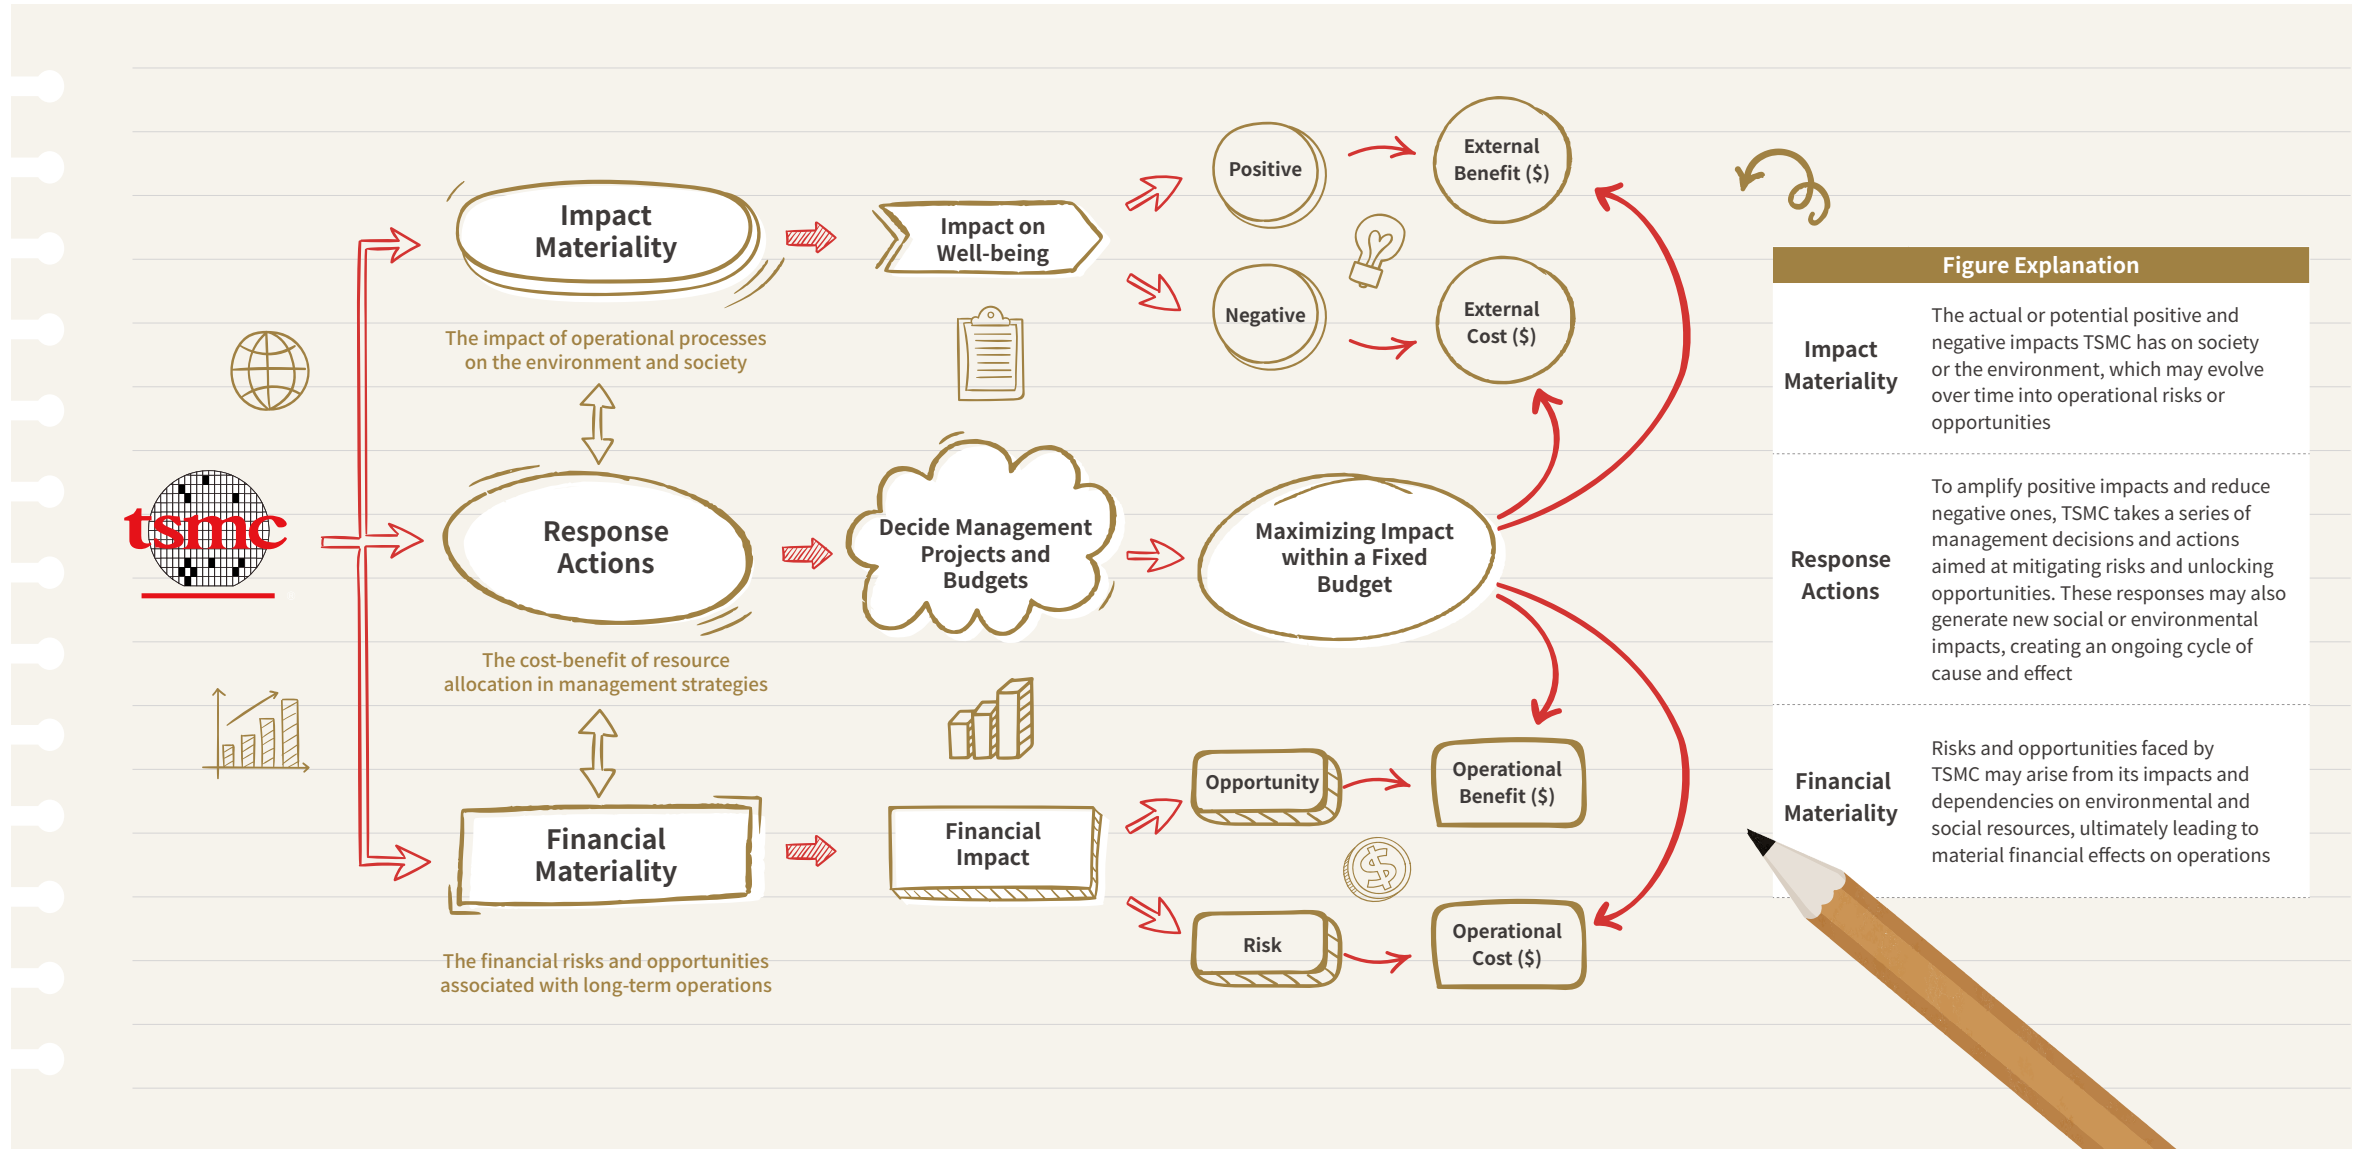 tsmc
Impact
Materiality
The impact of operational processes
on the environment and society
Impact on
Well-being
Positive
External
Benefit ($)
Negative
External
Cost ($)
Response
Actions
The cost-benefit of resource
allocation in management strategies
Decide Management
Projects and
Budgets
Maximizing Impact
within a Fixed
Budget
Financial
Materiality
The financial risks and opportunities
associated with long-term operations
Financial
Impact
Opportunity
Operational
Benefit ($)
$
Risk
Operational
Cost ($)
Figure Explanation
Impact
Materiality
The actual or potential positive and
negative impacts TSMC has on society
or the environment, which may evolve
over time into operational risks or
opportunities
Response
Actions
To amplify positive impacts and reduce
negative ones, TSMC takes a series of
management decisions and actions
aimed at mitigating risks and unlocking
opportunities. These responses may also
generate new social or environmental
impacts, creating an ongoing cycle of
cause and effect
Financial
Materiality
Risks and opportunities faced by
TSMC may arise from its impacts and
dependencies on environmental and
social resources, ultimately leading to
material financial effects on operations